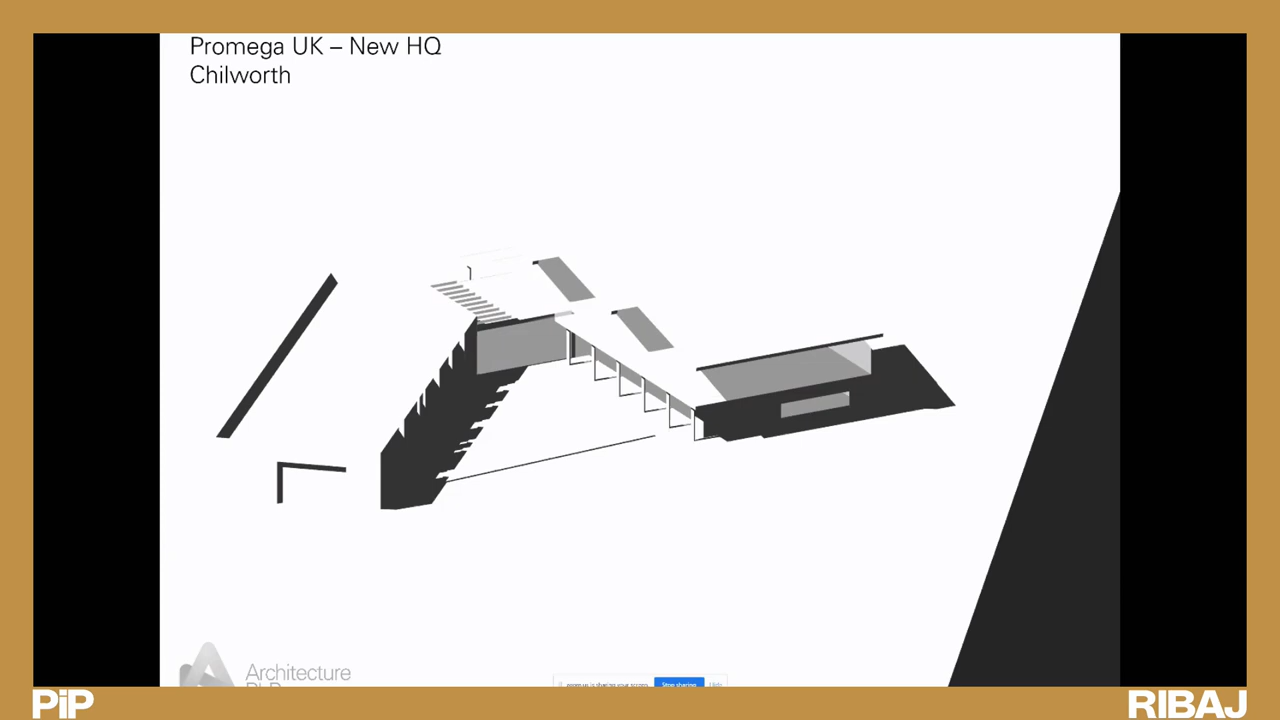 Promega UK – New HQ
Chilworth
Architecture
Stop sharing
PiP
RIBAJ